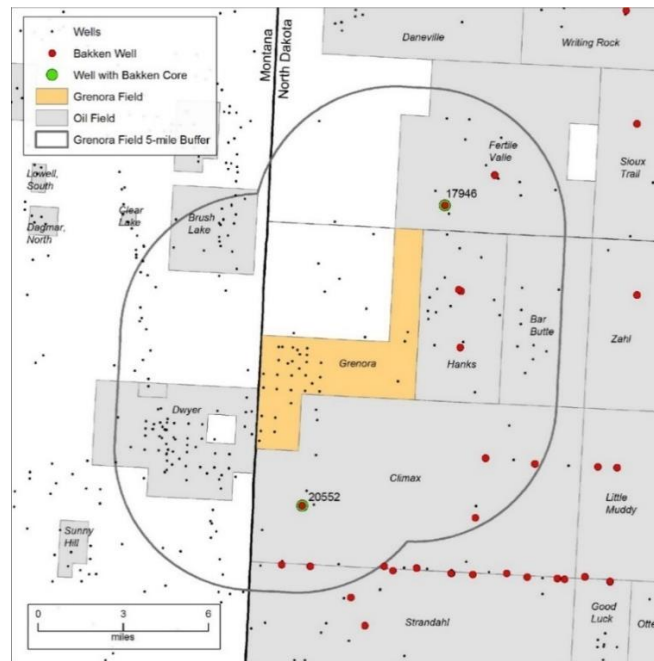 Wells
Bakken Well
Well with Bakken Core
Grenora Field
Oil Field
Grenora Field 5-mile Buffer
Montana
North Dakota
Daneville
Writing Rock
Fertile
Valle
Sioux
Trail
17946
Lowell,
South
Dagmar,
North
Clear
Lake
Brush
Lake
Grenora
Hanks
Bar
Butte
Zahl
Dwyer
Climax
20552
Little
Muddy
Sunny
Hill
Strandahl
Good
Luck
Otte
0 3 6
miles